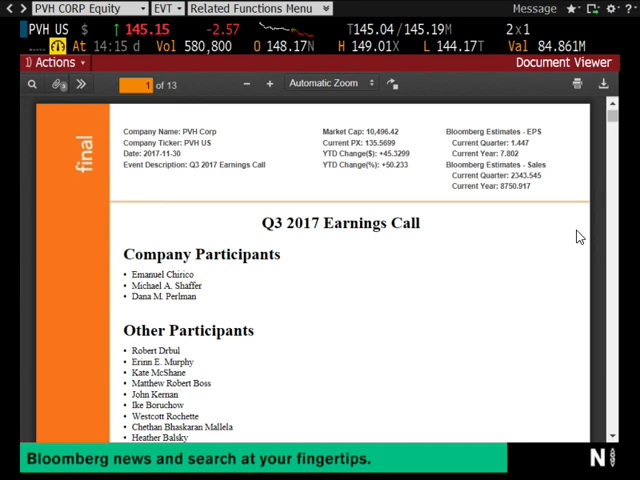 PVH CORP Equity EVT Related Functions Menu Message
PVH US $ ↑ 145.15 -2.57 T145.04/145.19M 2x1
At 14:15 d Vol 580,800 O 148.17N H 149.01X L 144.17T Val 84.861M
1) Actions Document Viewer
1 of 13 − + Automatic Zoom
final
Company Name: PVH Corp
Company Ticker: PVH US
Date: 2017-11-30
Event Description: Q3 2017 Earnings Call
Market Cap: 10,496.42
Current PX: 135.5699
YTD Change($): +45.3299
YTD Change(%): +50.233
Bloomberg Estimates - EPS
Current Quarter: 1.447
Current Year: 7.802
Bloomberg Estimates - Sales
Current Quarter: 2343.545
Current Year: 8750.917
Q3 2017 Earnings Call
Company Participants
• Emanuel Chirico
• Michael A. Shaffer
• Dana M. Perlman
Other Participants
• Robert Drbul
• Erinn E. Murphy
• Kate McShane
• Matthew Robert Boss
• John Kernan
• Ike Boruchow
• Westcott Rochette
• Chethan Bhaskaran Mallela
• Heather Balsky
Bloomberg news and search at your fingertips.
N